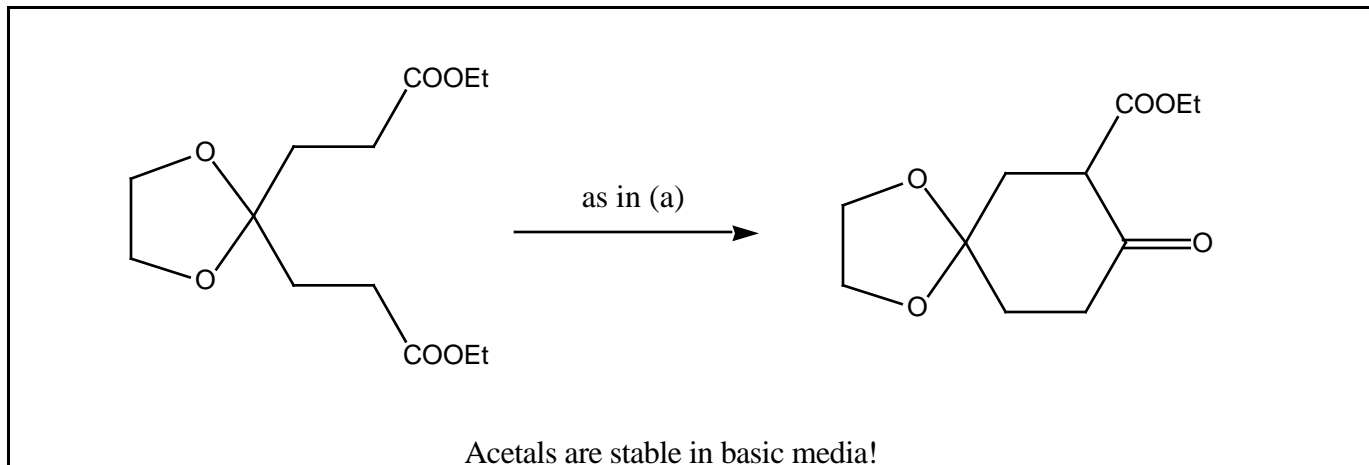 COOEt
O
O
COOEt
as in (a)
COOEt
O
O
O
Acetals are stable in basic media!